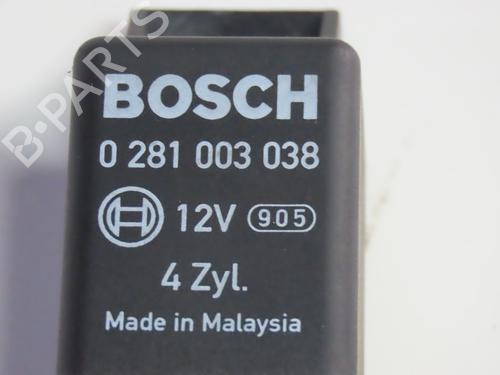 BOSCH
0 281 003 038
12V 905
4 Zyl.
Made in Malaysia
B·PARTS